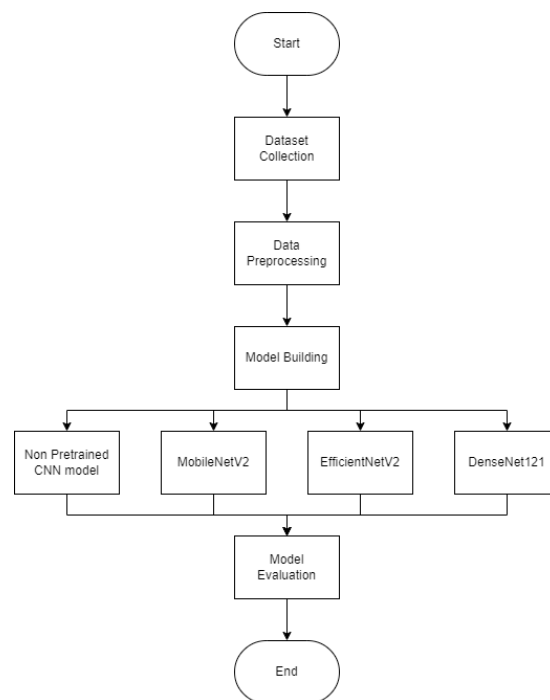 Start
Dataset
Collection
Data
Preprocessing
Model Building
Non Pretrained
CNN model
MobileNetV2
EfficientNetV2
DenseNet121
Model
Evaluation
End